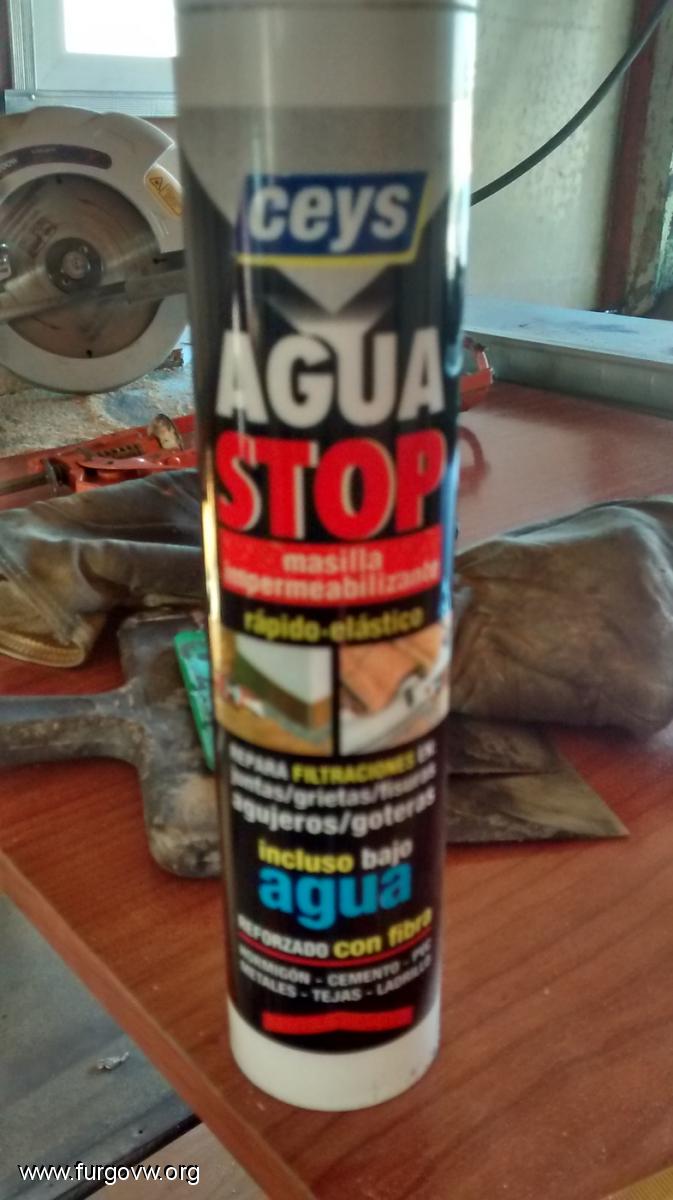 ceys
AGUA
STOP
masilla
impermeabilizante
rápido-elástico
REPARA FILTRACIONES EN
juntas/grietas/fisuras
agujeros/goteras
incluso bajo
agua
REFORZADO con fibra
HORMIGÓN - CEMENTO - PVC
METALES - TEJAS - LADRILLO
www.furgovw.org